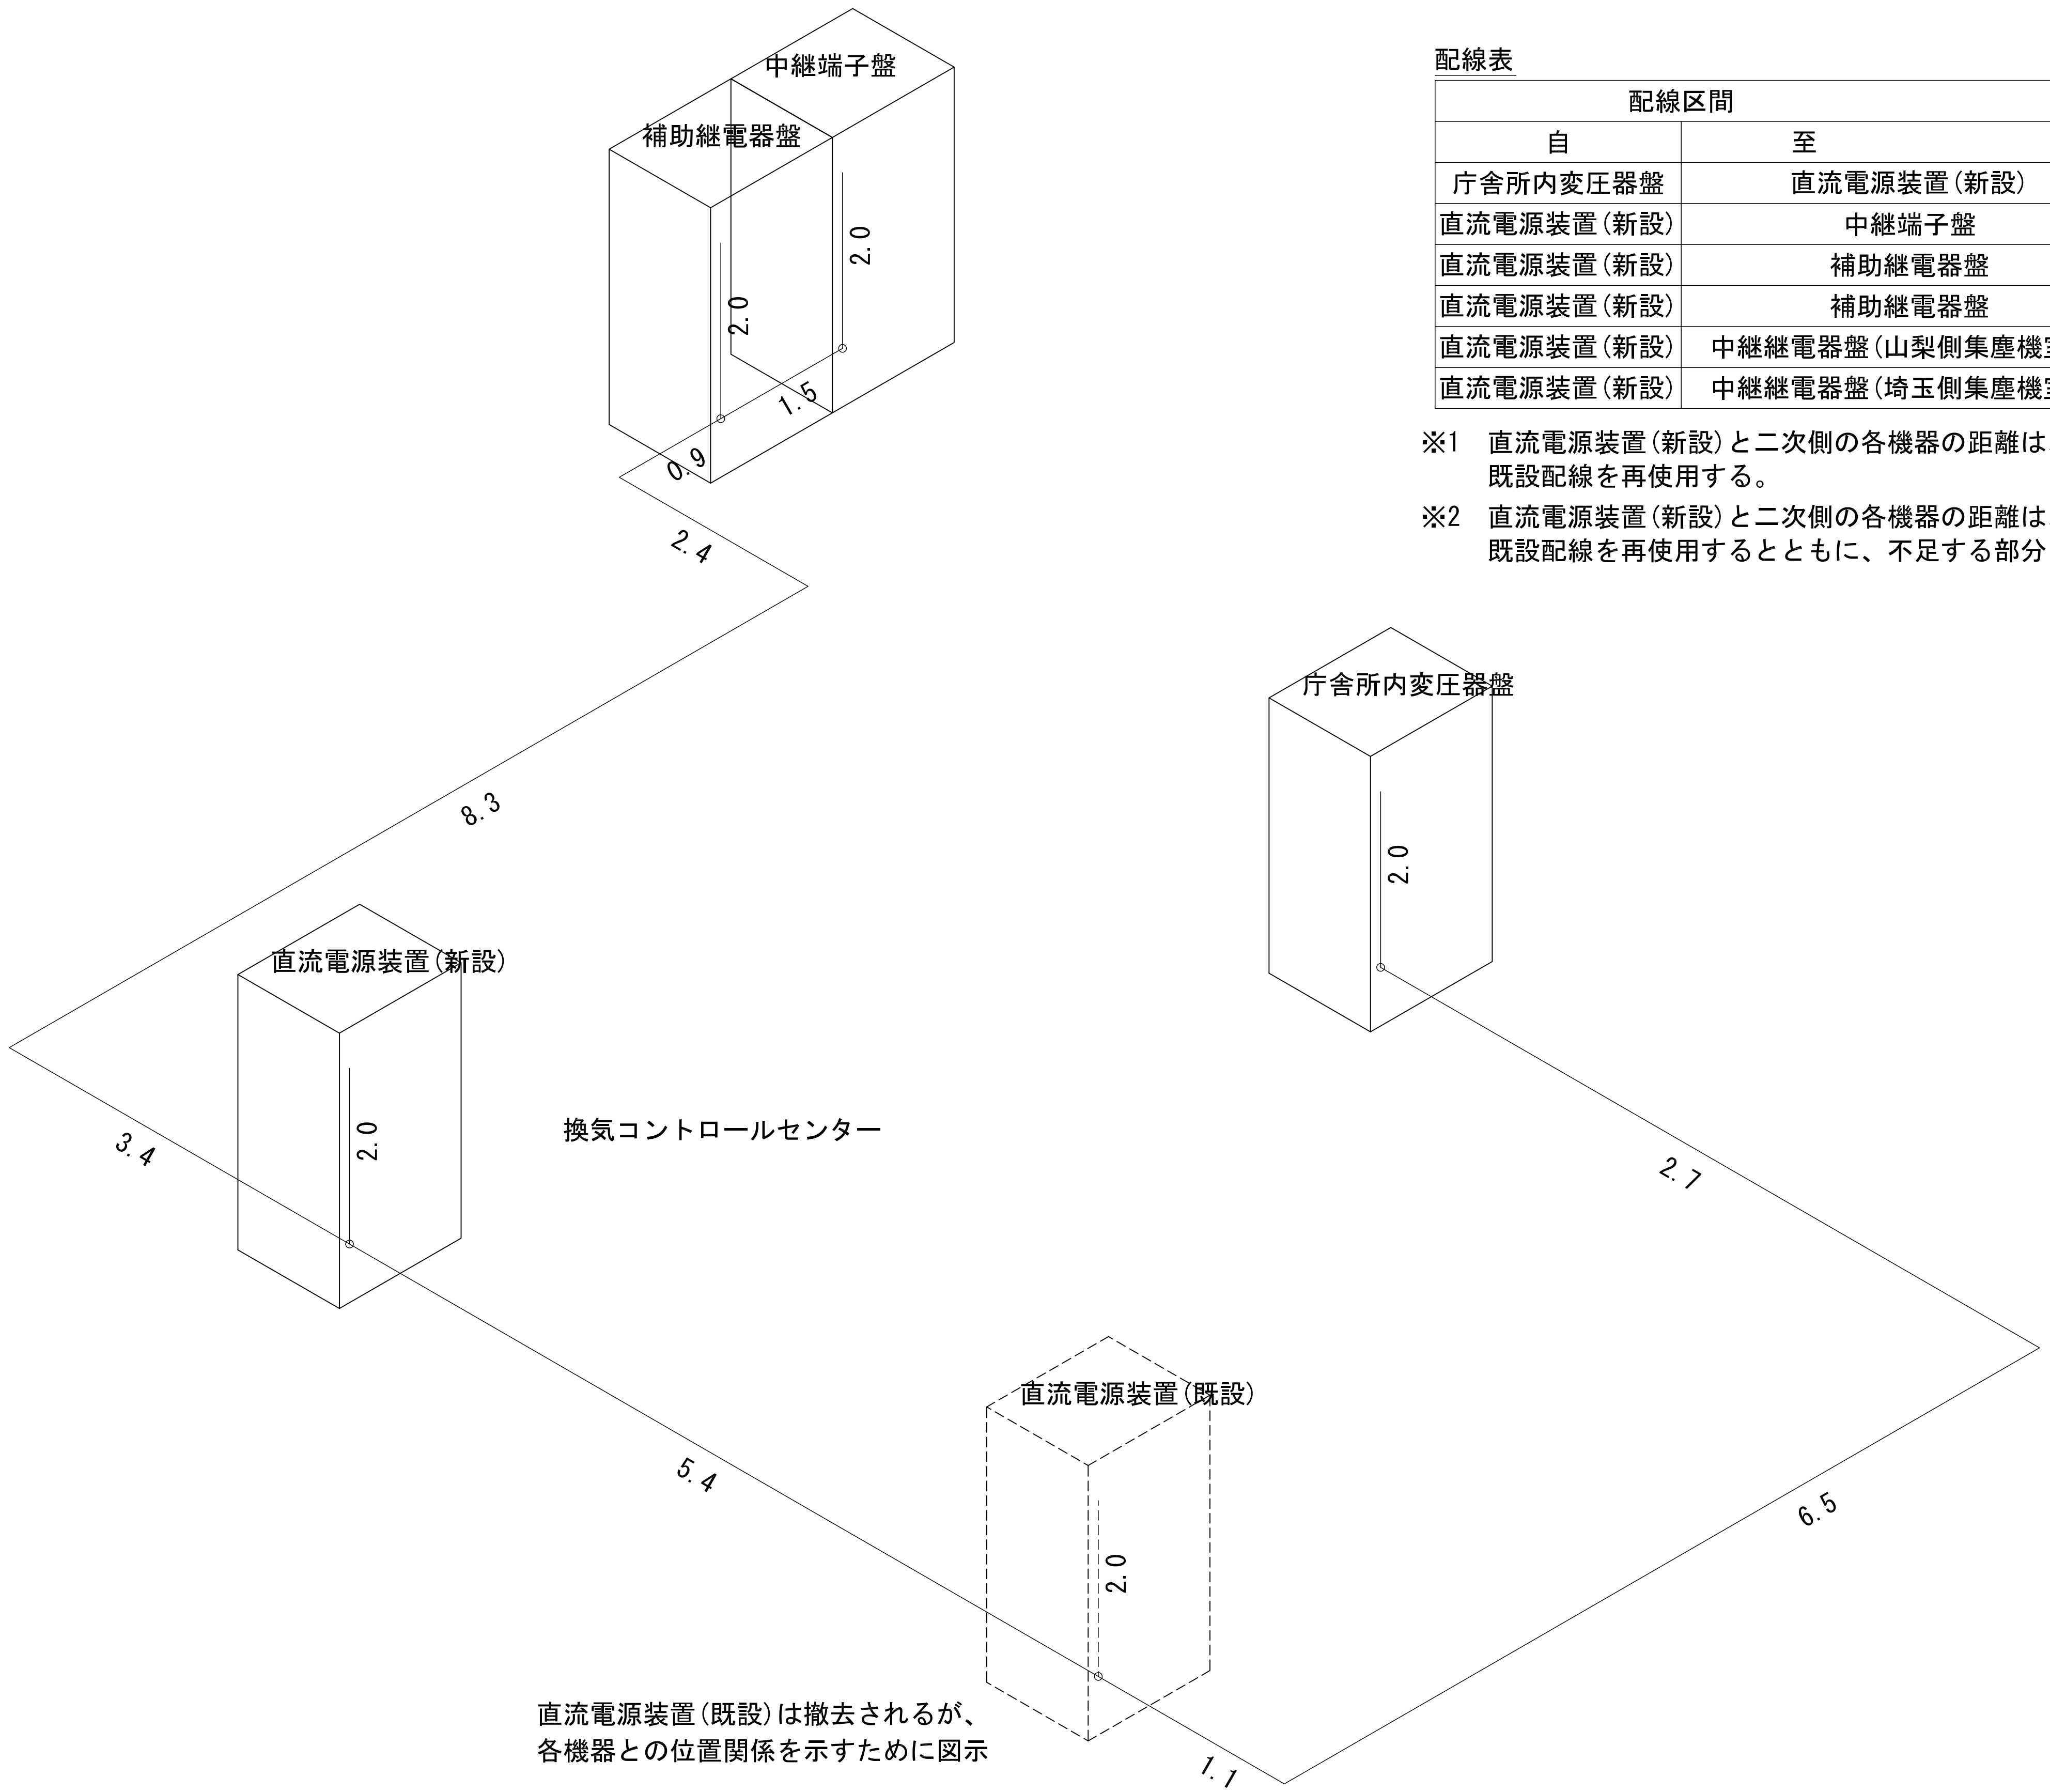 中継端子盤
補助継電器盤
2.0
2.0
1.5
0.9
2.4
8.3
配線表
配線区間
自 至
庁舎所内変圧器盤 直流電源装置(新設)
直流電源装置(新設) 中継端子盤
直流電源装置(新設) 補助継電器盤
直流電源装置(新設) 補助継電器盤
直流電源装置(新設) 中継継電器盤(山梨側集塵機室
直流電源装置(新設) 中継継電器盤(埼玉側集塵機室
※1 直流電源装置(新設)と二次側の各機器の距離は
既設配線を再使用する。
※2 直流電源装置(新設)と二次側の各機器の距離は
既設配線を再使用するとともに、不足する部分
庁舎所内変圧器盤
2.0
直流電源装置(新設)
2.0
3.4
換気コントロールセンター
2.7
5.4
直流電源装置(既設)
2.0
6.5
直流電源装置(既設)は撤去されるが、
各機器との位置関係を示すために図示
1.1